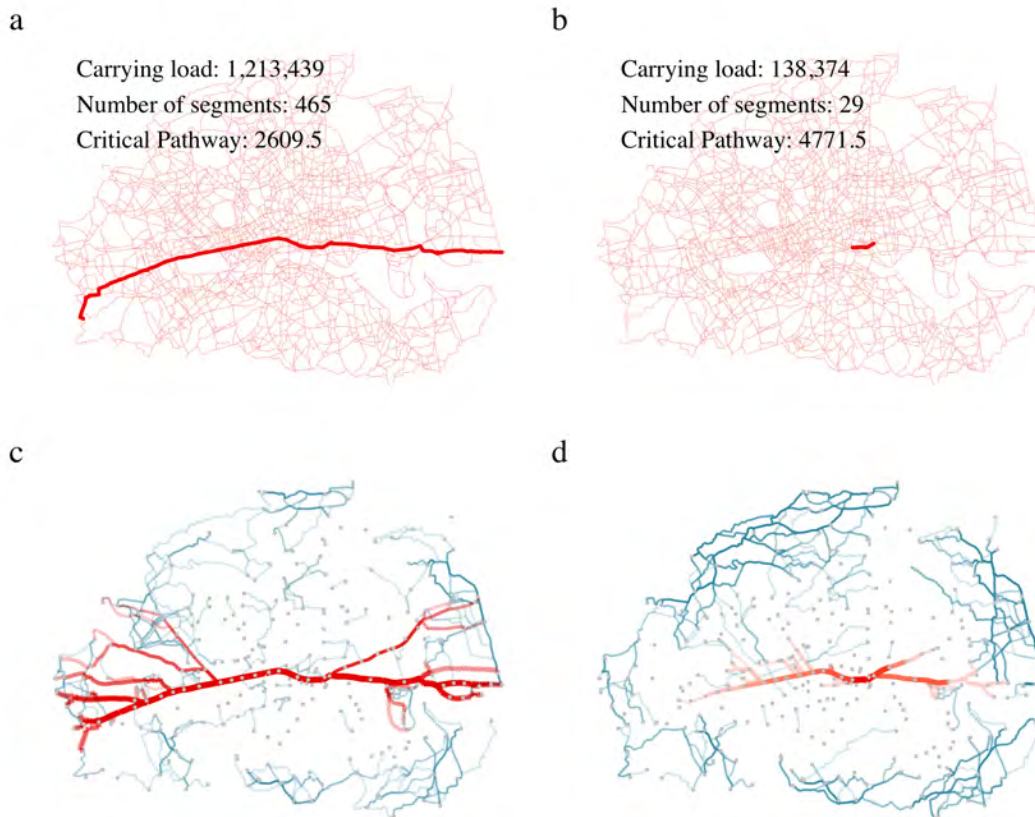 a
Carrying load: 1,213,439
Number of segments: 465
Critical Pathway: 2609.5
b
Carrying load: 138,374
Number of segments: 29
Critical Pathway: 4771.5
c
d